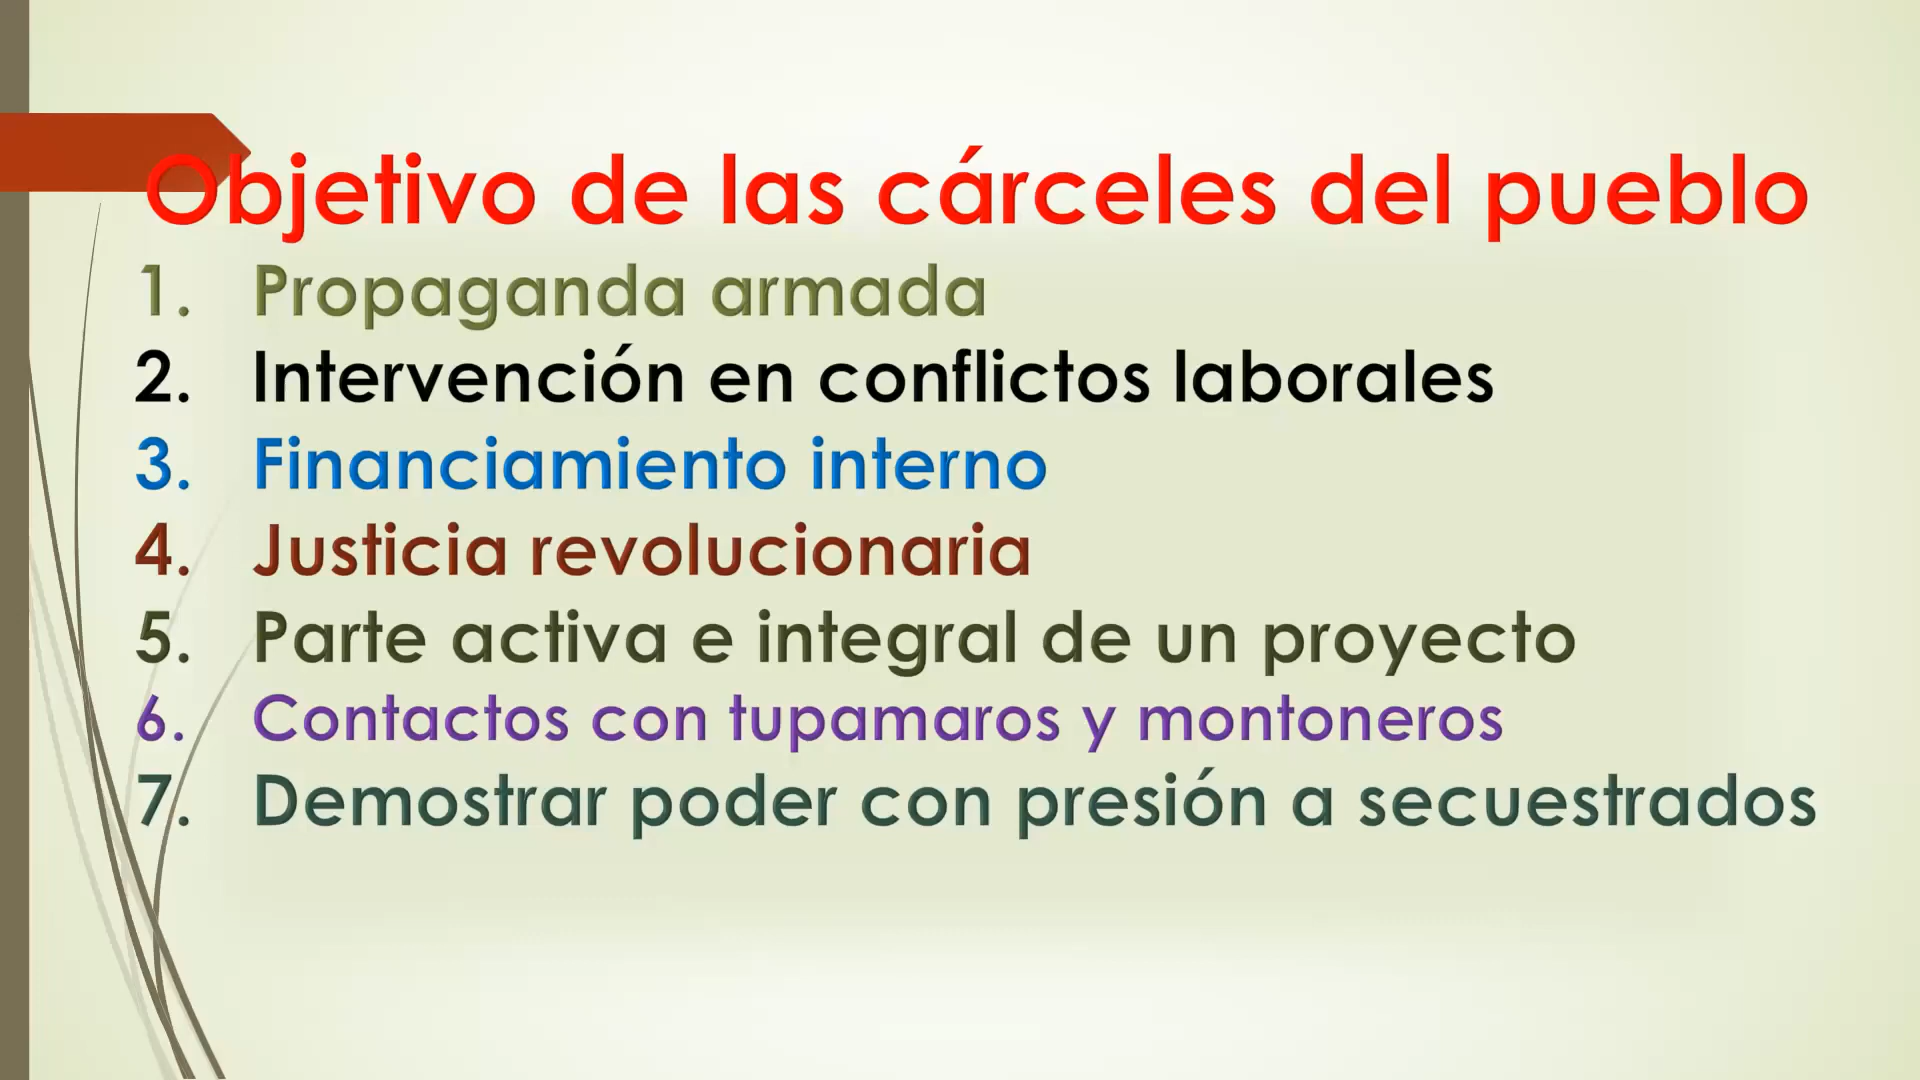 Objetivo de las cárceles del pueblo
1. Propaganda armada
2. Intervención en conflictos laborales
3. Financiamiento interno
4. Justicia revolucionaria
5. Parte activa e integral de un proyecto
6. Contactos con tupamaros y montoneros
7. Demostrar poder con presión a secuestrados